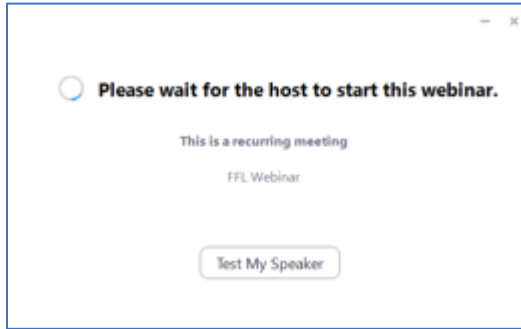 Please wait for the host to start this webinar.
This is a recurring meeting
FFL Webinar
Test My Speaker